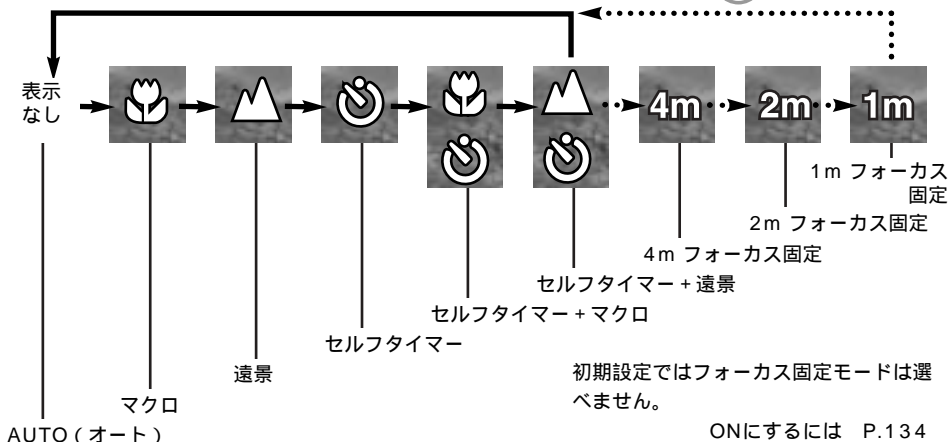 表示
なし
4m
2m
1m
1m フォーカス
固定
2m フォーカス固定
4m フォーカス固定
セルフタイマー+遠景
セルフタイマー+マクロ
セルフタイマー
遠景
マクロ
AUTO(オート)
初期設定ではフォーカス固定モードは選
べません。
ONにするには P.134